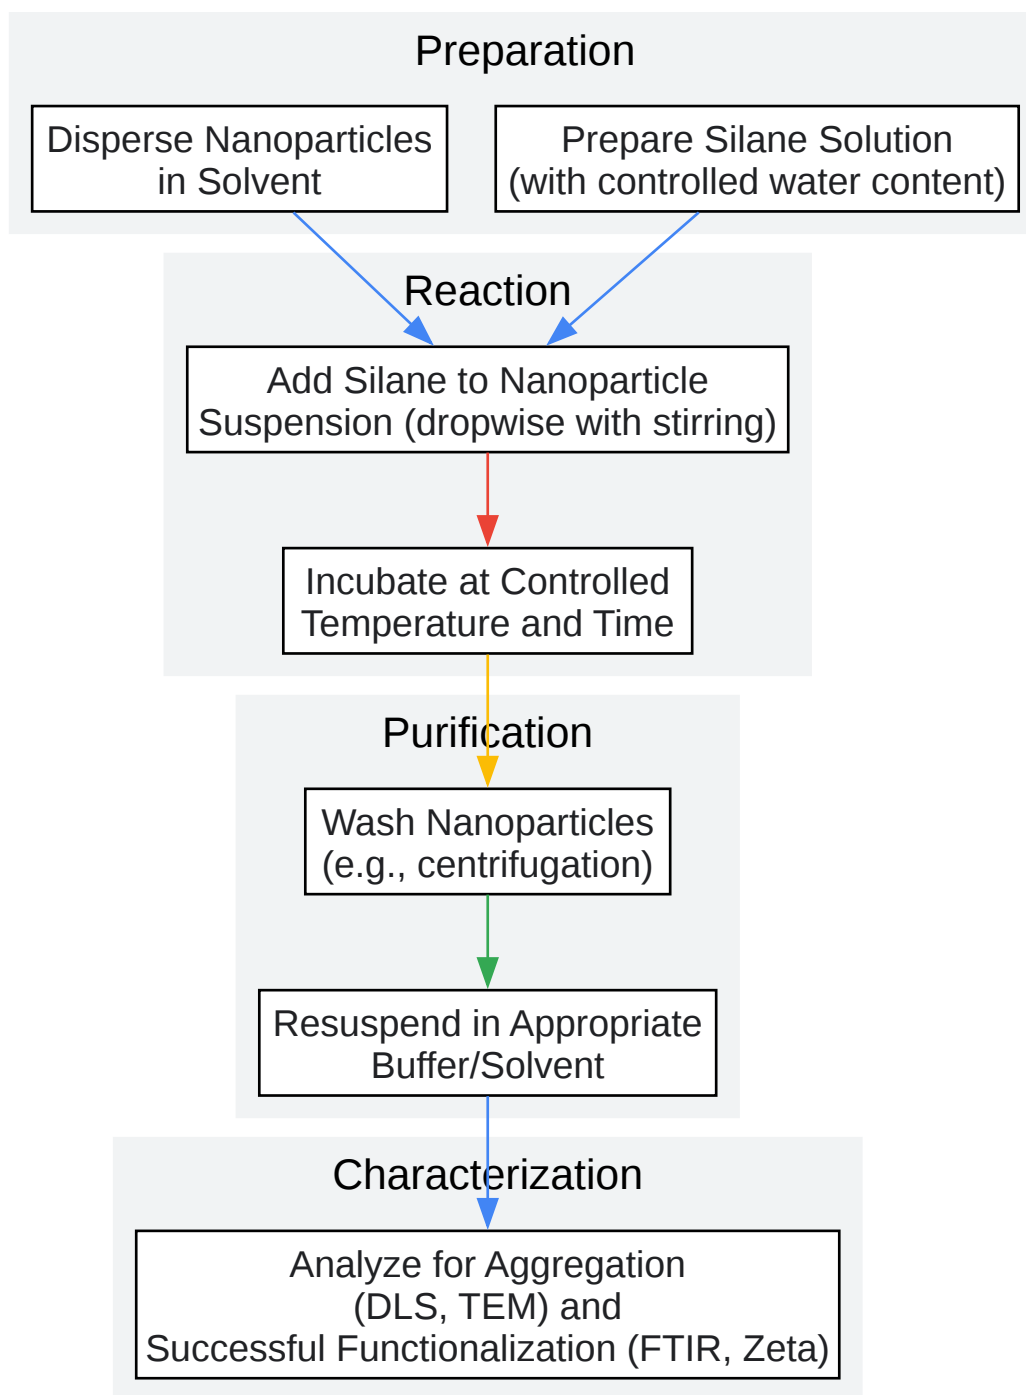 Preparation
Disperse Nanoparticles
in Solvent
Prepare Silane Solution
(with controlled water content)
Reaction
Add Silane to Nanoparticle
Suspension (dropwise with stirring)
Incubate at Controlled
Temperature and Time
Purification
Wash Nanoparticles
(e.g., centrifugation)
Resuspend in Appropriate
Buffer/Solvent
Characterization
Analyze for Aggregation
(DLS, TEM) and
Successful Functionalization (FTIR, Zeta)